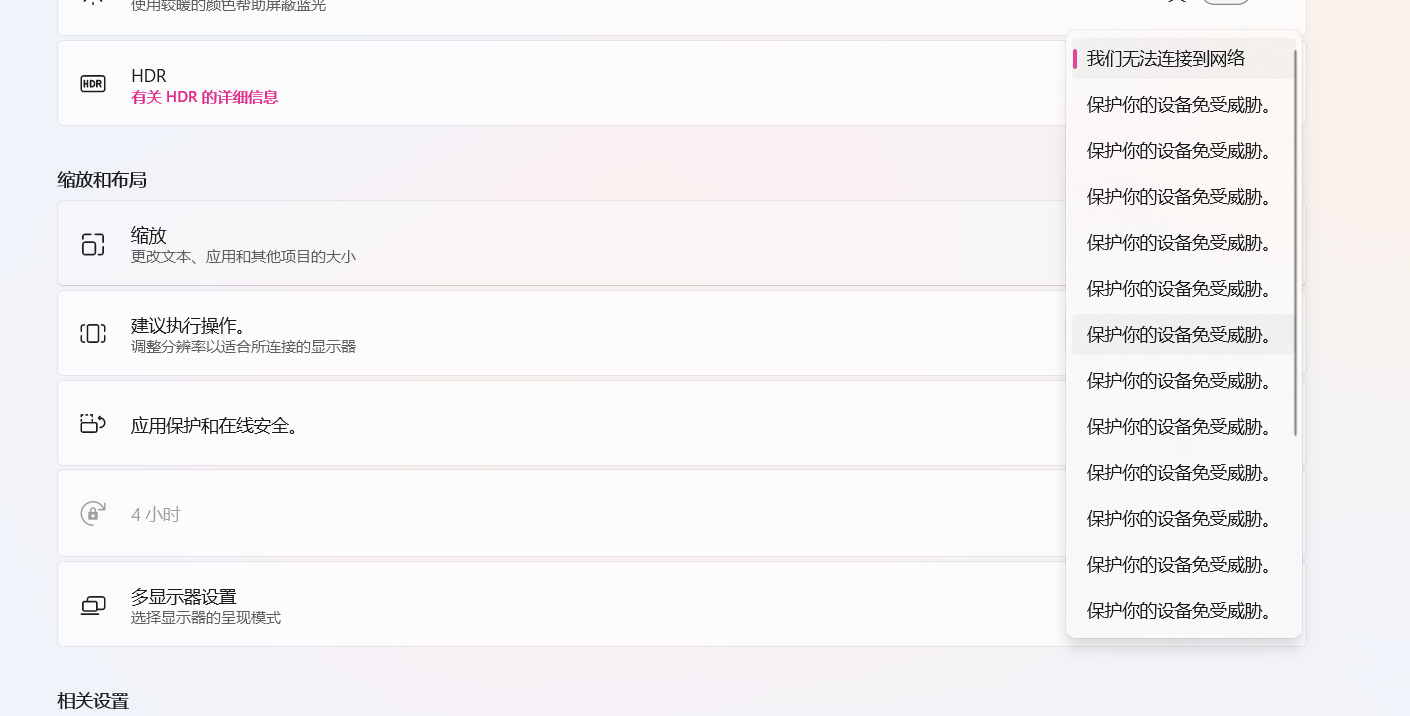 使用较暖的颜色帮助屏蔽蓝光
HDR
HDR
有关 HDR 的详细信息
缩放和布局
缩放
更改文本、应用和其他项目的大小
建议执行操作。
调整分辨率以适合所连接的显示器
应用保护和在线安全。
4 小时
多显示器设置
选择显示器的呈现模式
相关设置
我们无法连接到网络
保护你的设备免受威胁。
保护你的设备免受威胁。
保护你的设备免受威胁。
保护你的设备免受威胁。
保护你的设备免受威胁。
保护你的设备免受威胁。
保护你的设备免受威胁。
保护你的设备免受威胁。
保护你的设备免受威胁。
保护你的设备免受威胁。
保护你的设备免受威胁。
保护你的设备免受威胁。